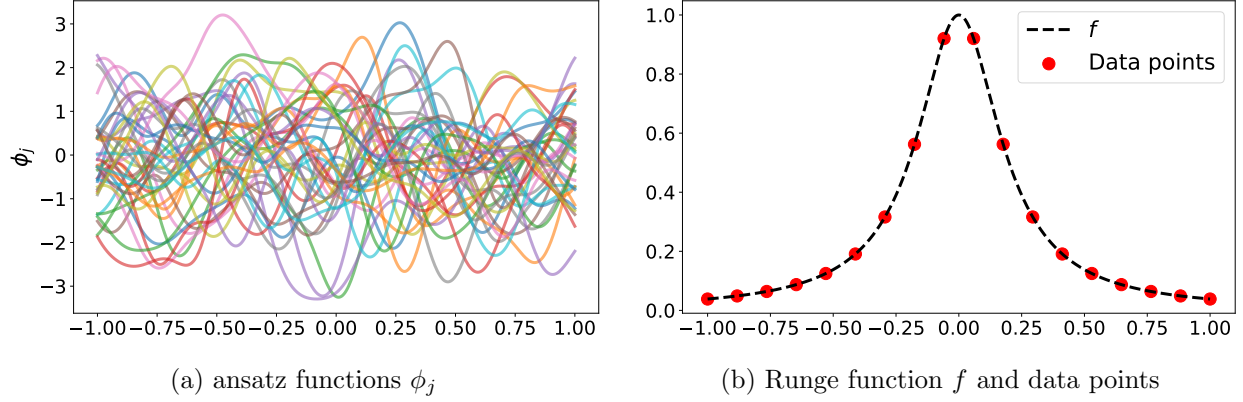 3
2
1
0
−1
−2
−3
ϕ_j
−1.00 −0.75 −0.50 −0.25 0.00 0.25 0.50 0.75 1.00
(a) ansatz functions ϕ_j
1.0
0.8
0.6
0.4
0.2
0.0
f
Data points
−1.00 −0.75 −0.50 −0.25 0.00 0.25 0.50 0.75 1.00
(b) Runge function f and data points